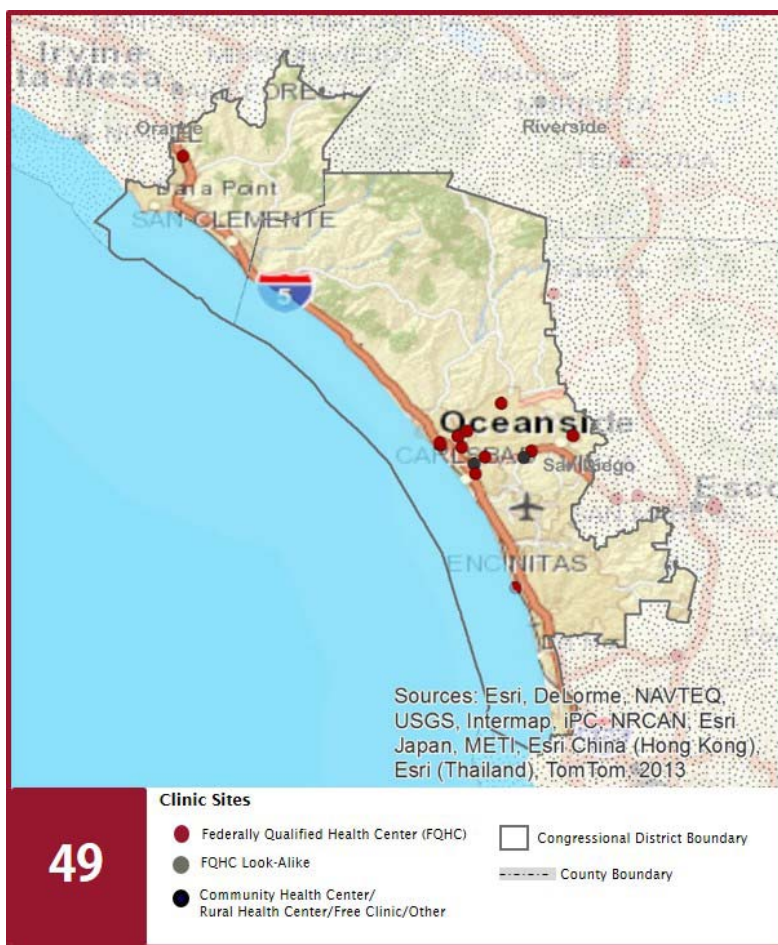 Irvine
ta Mesa
Orange
Riverside
Dana Point
SAN CLEMENTE
5
Oceanside
CARLSBAD
San Diego
Esco
ENCINITAS
Sources: Esri, DeLorme, NAVTEQ,
USGS, Intermap, iPC, NRCAN, Esri
Japan, METI, Esri China (Hong Kong),
Esri (Thailand), TomTom, 2013
49
Clinic Sites
Federally Qualified Health Center (FQHC)
FQHC Look-Alike
Community Health Center/
Rural Health Center/Free Clinic/Other
Congressional District Boundary
County Boundary